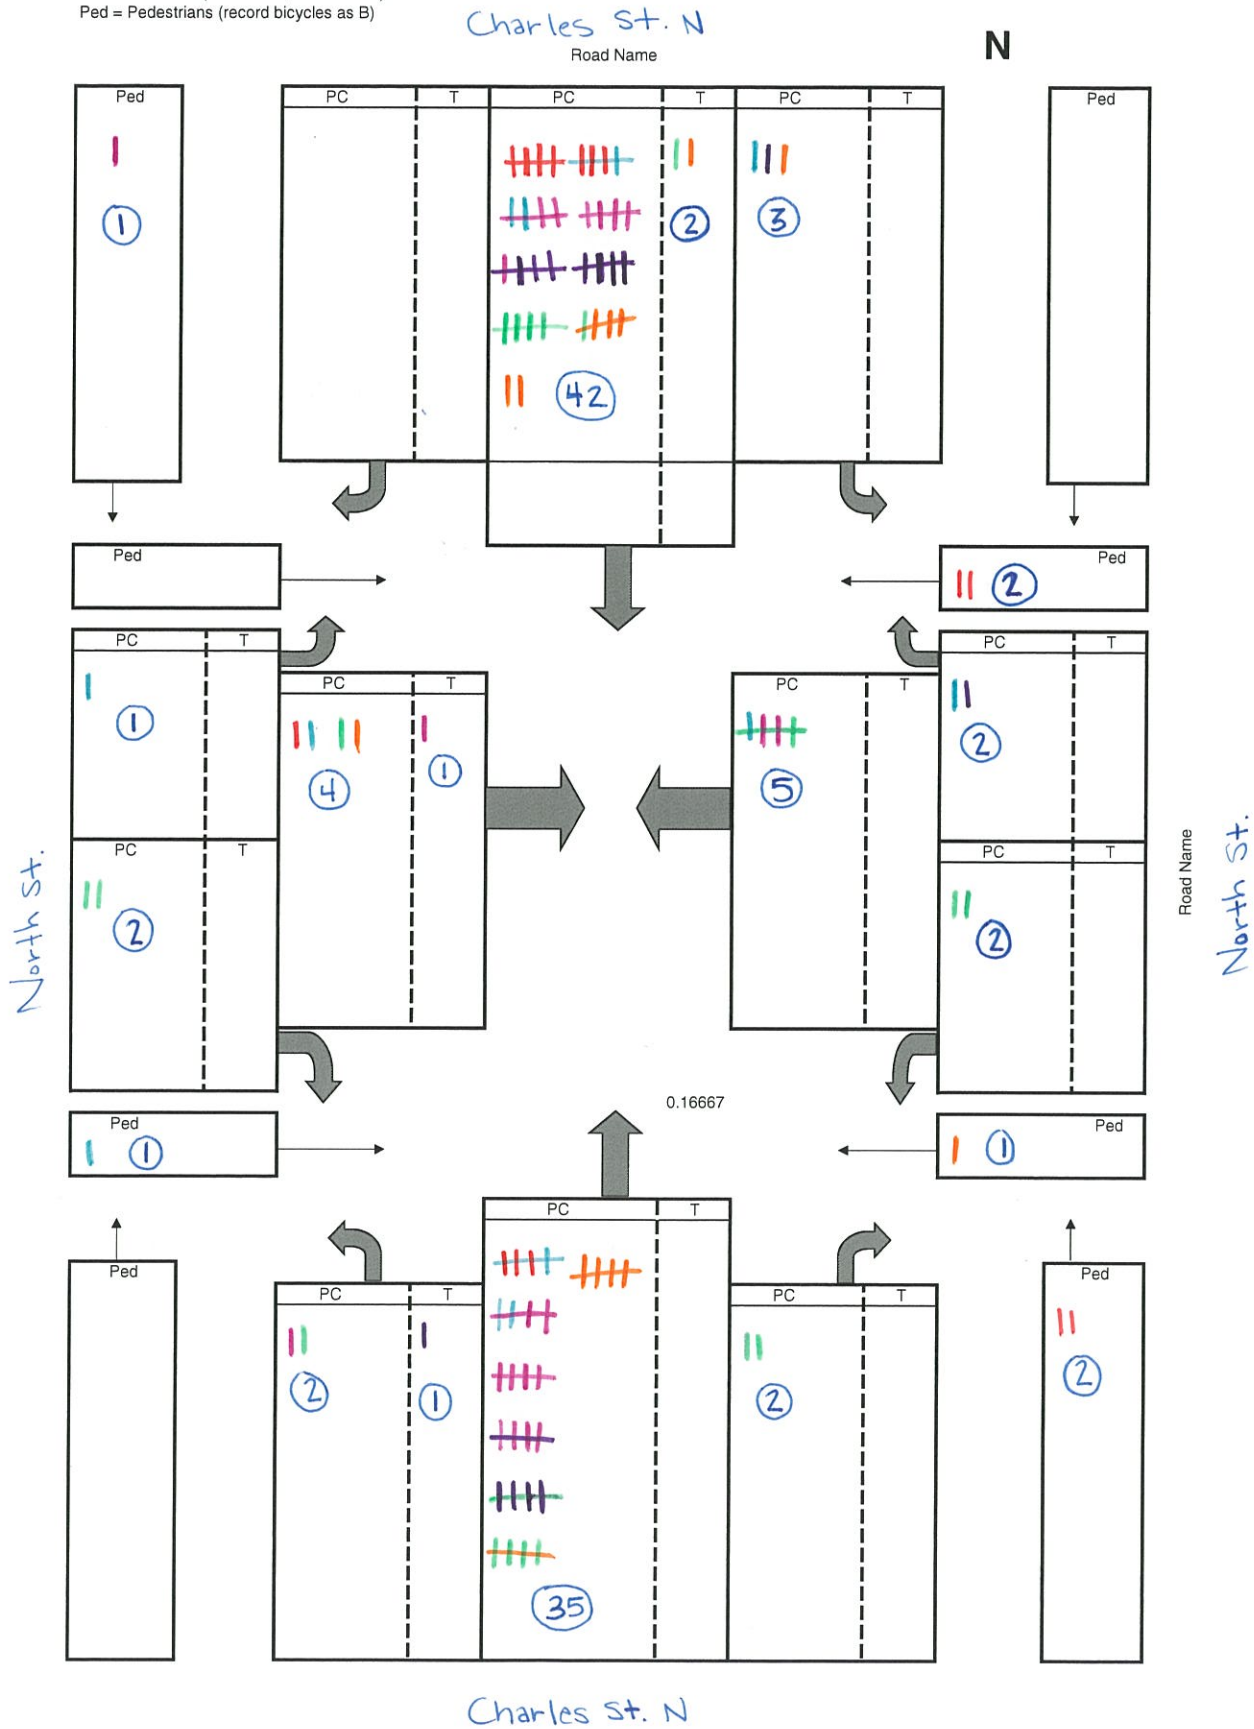 Ped = Pedestrians (record bicycles as B)
Charles St. N
Road Name
N
Ped
PC T PC T PC T
Ped
1
2
3
42
Ped
Ped
2
PC T
PC T
PC T
PC T
1
4
1
5
2
PC T
PC T
2
2
North St.
Road Name
North St.
0.16667
Ped
1
Ped
1
PC T
Ped
PC T
PC T
Ped
2
1
2
2
35
Charles St. N